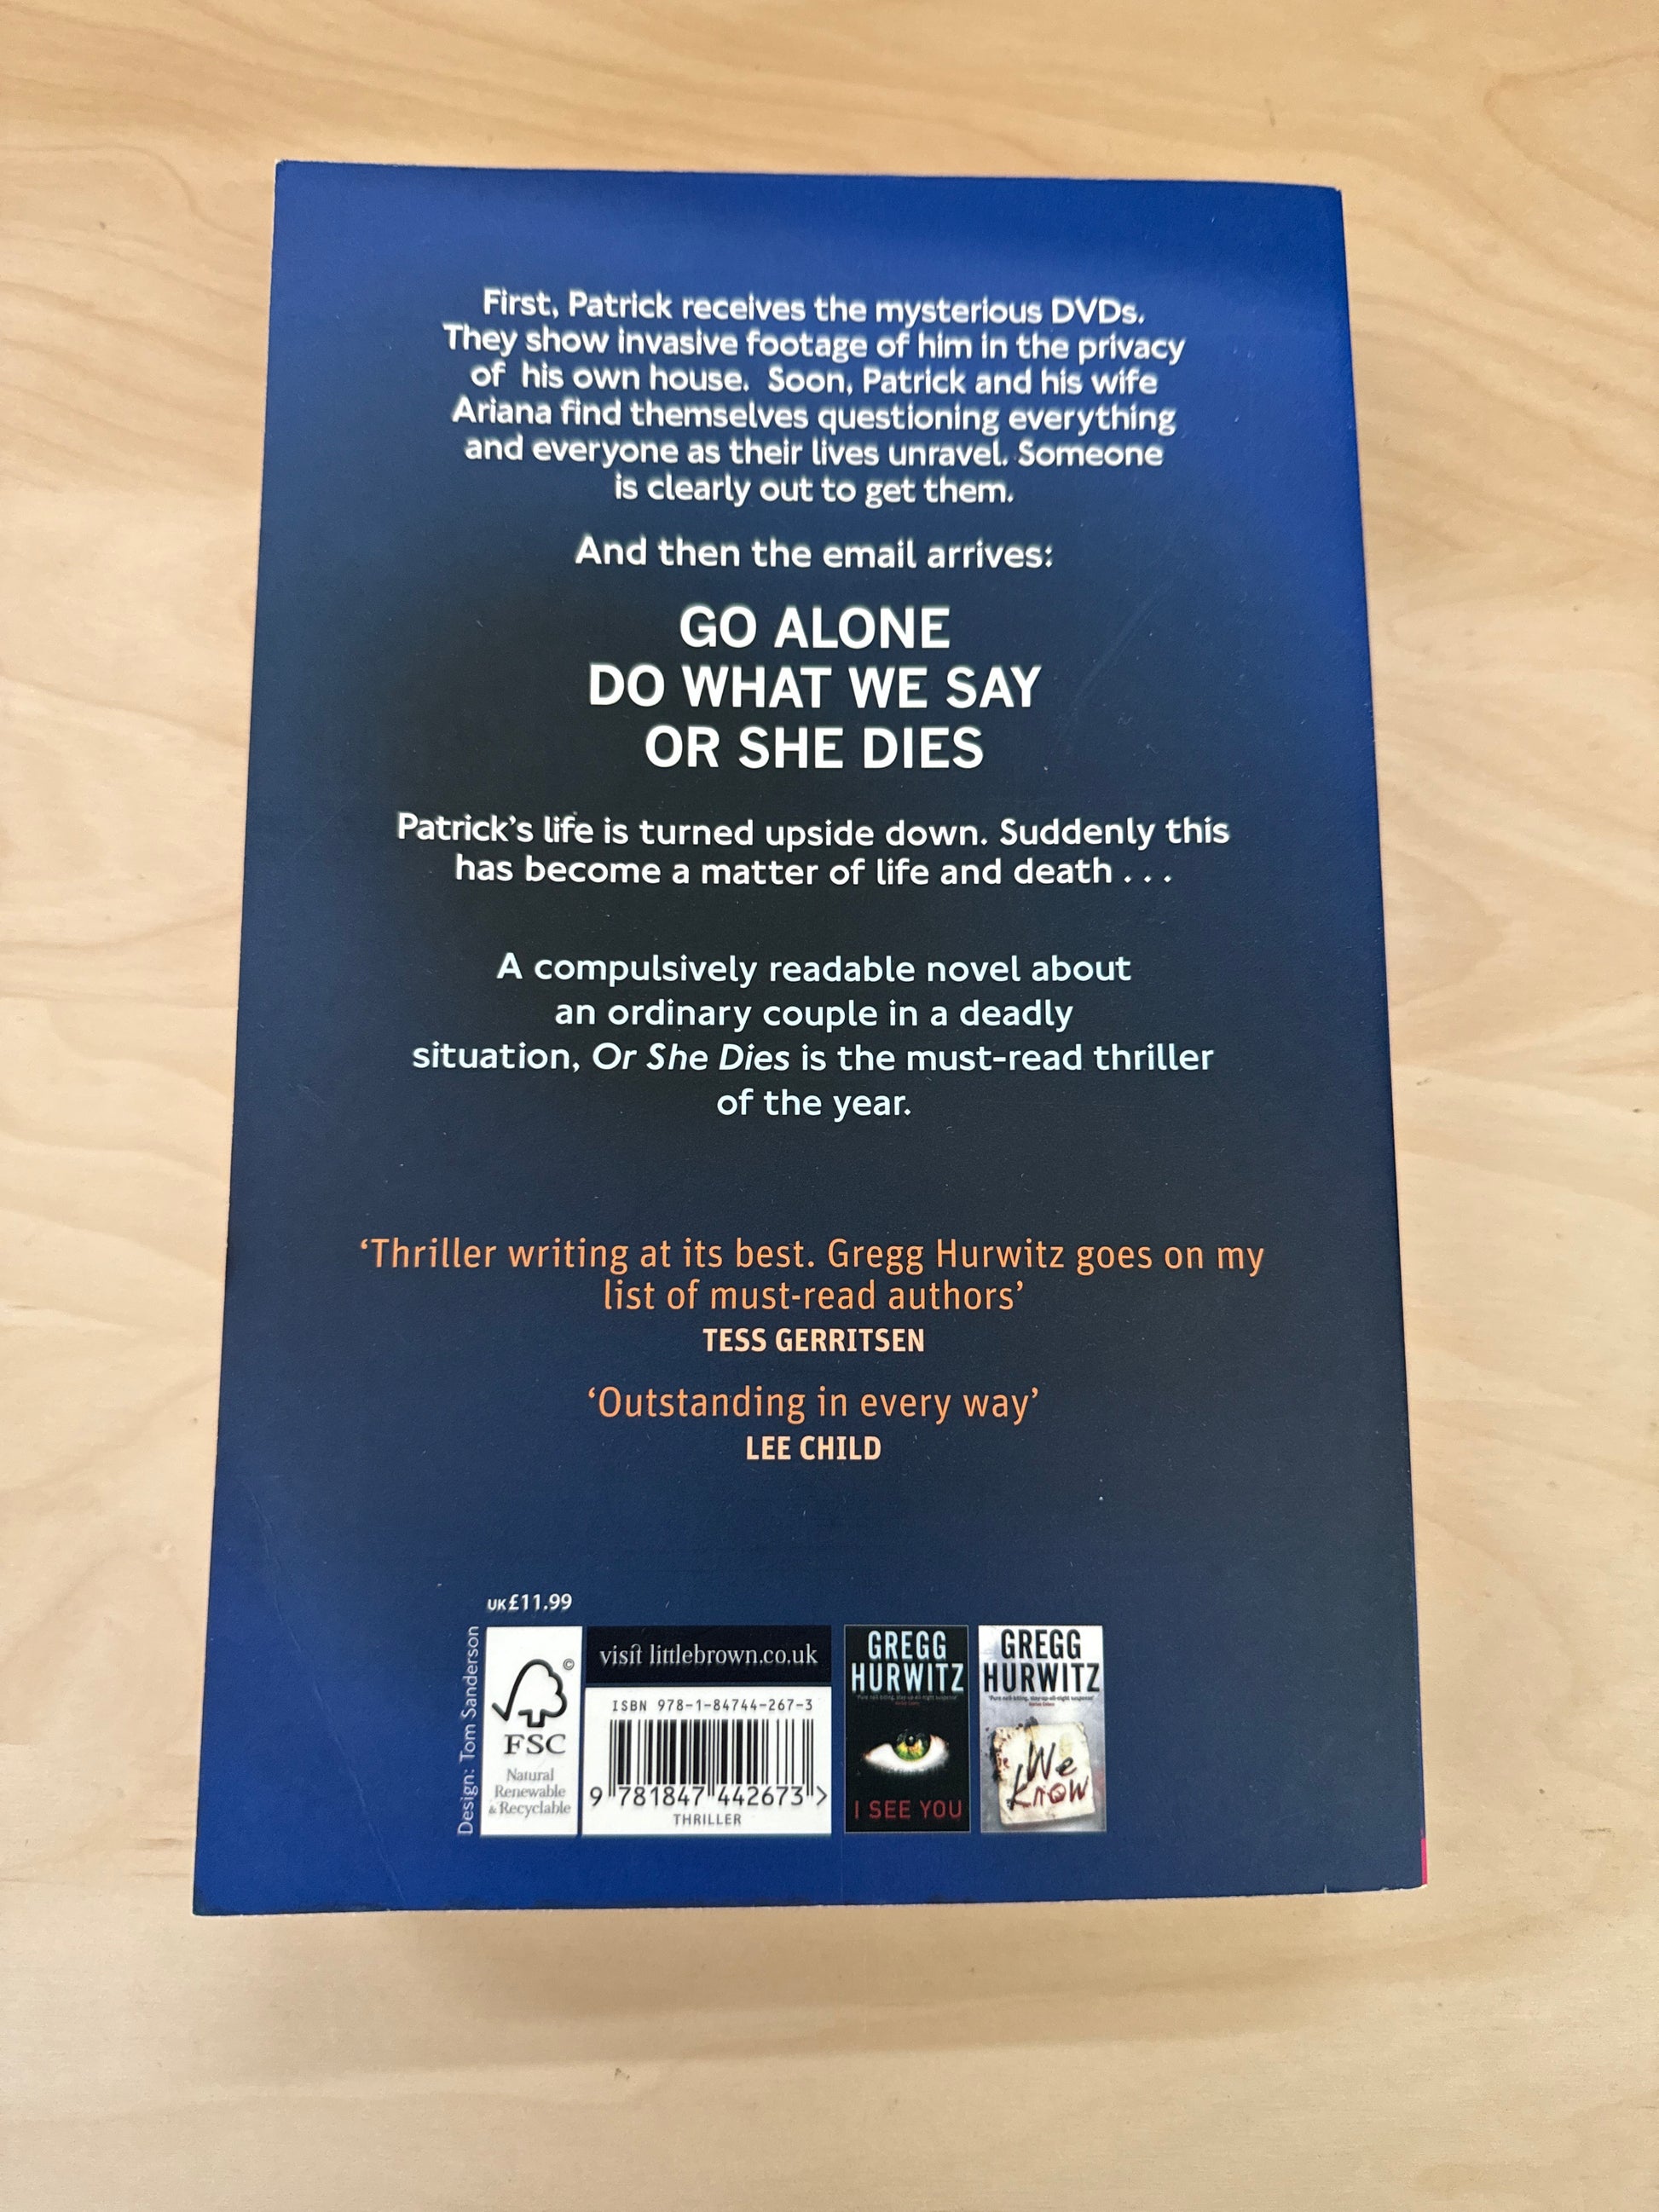 First, Patrick receives the mysterious DVDs.
They show invasive footage of him in the privacy
of his own house. Soon, Patrick and his wife
Ariana find themselves questioning everything
and everyone as their lives unravel. Someone
is clearly out to get them.
And then the email arrives:
GO ALONE
DO WHAT WE SAY
OR SHE DIES
Patrick's life is turned upside down. Suddenly this
has become a matter of life and death . . .
A compulsively readable novel about
an ordinary couple in a deadly
situation, Or She Dies is the must-read thriller
of the year.
‘Thriller writing at its best. Gregg Hurwitz goes on my
list of must-read authors’
TESS GERRITSEN
‘Outstanding in every way’
LEE CHILD
UK£11.99
Design: Tom Sanderson
©
FSC
Natural
Renewable
& Recyclable
visit littlebrown.co.uk
ISBN 978-1-84744-267-3
9 781847 442673 >
THRILLER
GREGG
HURWITZ
I SEE YOU
GREGG
HURWITZ
We
Know